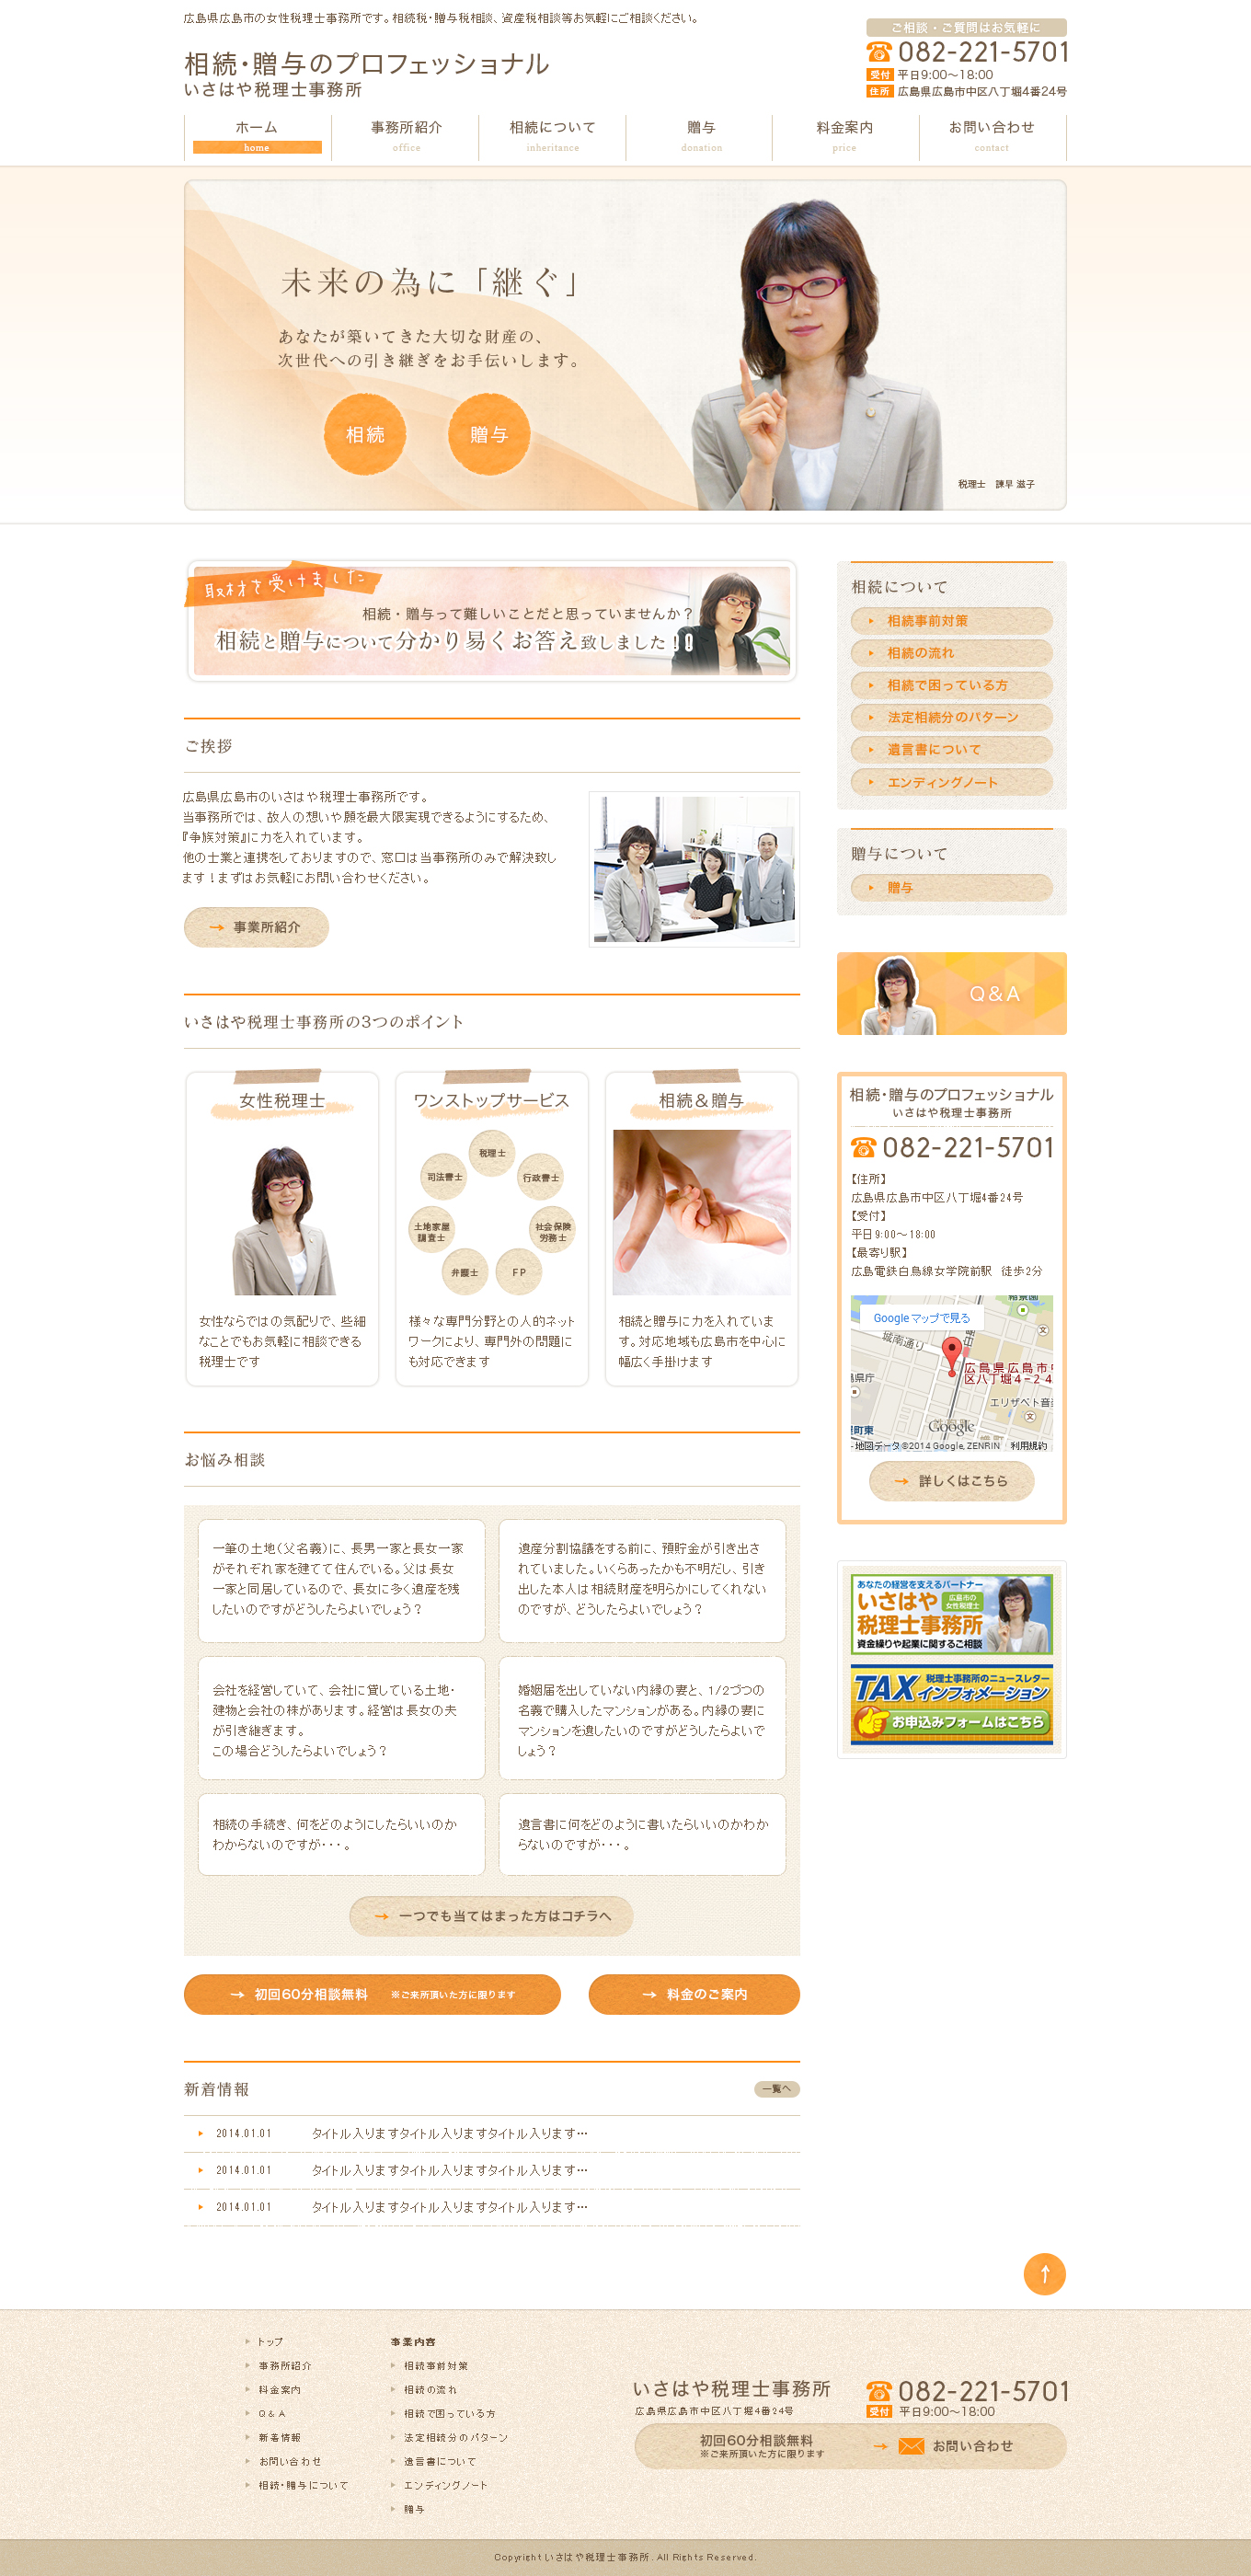 広島県広島市の女性税理士事務所です。相続税・贈与税相談、資産税相談等お気軽にご相談ください。
相続・贈与のプロフェッショナル
いさはや税理士事務所
ご相談・ご質問はお気軽に
082-221-5701
受付 平日9:00～18:00
住所 広島県広島市中区八丁堀4番24号
ホーム 事務所紹介 相続について 贈与 料金案内 お問い合わせ
home office inheritance donation price contact
未来の為に「継ぐ」
あなたが築いてきた大切な財産の、
次世代への引き継ぎをお手伝いします。
相続 贈与
税理士 諫早 滋子
取材を受けました
相続・贈与って難しいことだと思っていませんか？
相続と贈与について分かり易くお答え致しました!!
ご挨拶
広島県広島市のいさはや税理士事務所です。
当事務所では、故人の想いや願を最大限実現できるようにするため、
『争族対策』に力を入れています。
他の士業と連携をしておりますので、窓口は当事務所のみで解決致し
ます！まずはお気軽にお問い合わせください。
事業所紹介
いさはや税理士事務所の3つのポイント
女性税理士
女性ならではの気配りで、些細
なことでもお気軽に相談できる
税理士です
ワンストップサービス
税理士
司法書士
行政書士
土地家屋
調査士
社会保険
労務士
弁護士
FP
様々な専門分野との人的ネット
ワークにより、専門外の問題に
も対応できます
相続＆贈与
相続と贈与に力を入れていま
す。対応地域も広島市を中心に
幅広く手掛けます
お悩み相談
一筆の土地（父名義）に、長男一家と長女一家
がそれぞれ家を建てて住んでいる。父は長女
一家と同居しているので、長女に多く遺産を残
したいのですがどうしたらよいでしょう？
遺産分割協議をする前に、預貯金が引き出さ
れていました。いくらあったかも不明だし、引き
出した本人は相続財産を明らかにしてくれない
のですが、どうしたらよいでしょう？
会社を経営していて、会社に貸している土地・
建物と会社の株があります。経営は長女の夫
が引き継ぎます。
この場合どうしたらよいでしょう？
婚姻届を出していない内縁の妻と、1/2づつの
名義で購入したマンションがある。内縁の妻に
マンションを遺したいのですがどうしたらよいで
しょう？
相続の手続き、何をどのようにしたらいいのか
わからないのですが・・・。
遺言書に何をどのように書いたらいいのかわか
らないのですが・・・。
一つでも当てはまった方はコチラへ
初回60分相談無料 ※ご来所頂いた方に限ります
料金のご案内
新着情報
一覧へ
2014.01.01 タイトル入りますタイトル入りますタイトル入ります…
2014.01.01 タイトル入りますタイトル入りますタイトル入ります…
2014.01.01 タイトル入りますタイトル入りますタイトル入ります…
相続について
相続事前対策
相続の流れ
相続で困っている方
法定相続分のパターン
遺言書について
エンディングノート
贈与について
贈与
Q&A
相続・贈与のプロフェッショナル
いさはや税理士事務所
082-221-5701
【住所】
広島県広島市中区八丁堀4番24号
【受付】
平日9:00～18:00
【最寄り駅】
広島電鉄白鳥線女学院前駅 徒歩2分
Google マップで見る
城南通り
広島県広島市中
区八丁堀４−２４
エリザベト音
Google
地図データ ©2014 Google, ZENRIN 利用規約
詳しくはこちら
あなたの経営を支えるパートナー
いさはや
広島市の
女性税理士
税理士事務所
資金繰りや起業に関するご相談
税理士事務所のニュースレター
TAX インフォメーション
お申込みフォームはこちら
トップ
事務所紹介
料金案内
Q＆A
新着情報
お問い合わせ
相続・贈与について
事業内容
相続事前対策
相続の流れ
相続で困っている方
法定相続分のパターン
遺言書について
エンディングノート
贈与
いさはや税理士事務所
広島県広島市中区八丁堀4番24号
082-221-5701
受付 平日9:00～18:00
初回60分相談無料
※ご来所頂いた方に限ります
お問い合わせ
Copyright いさはや税理士事務所. All Rights Reserved.